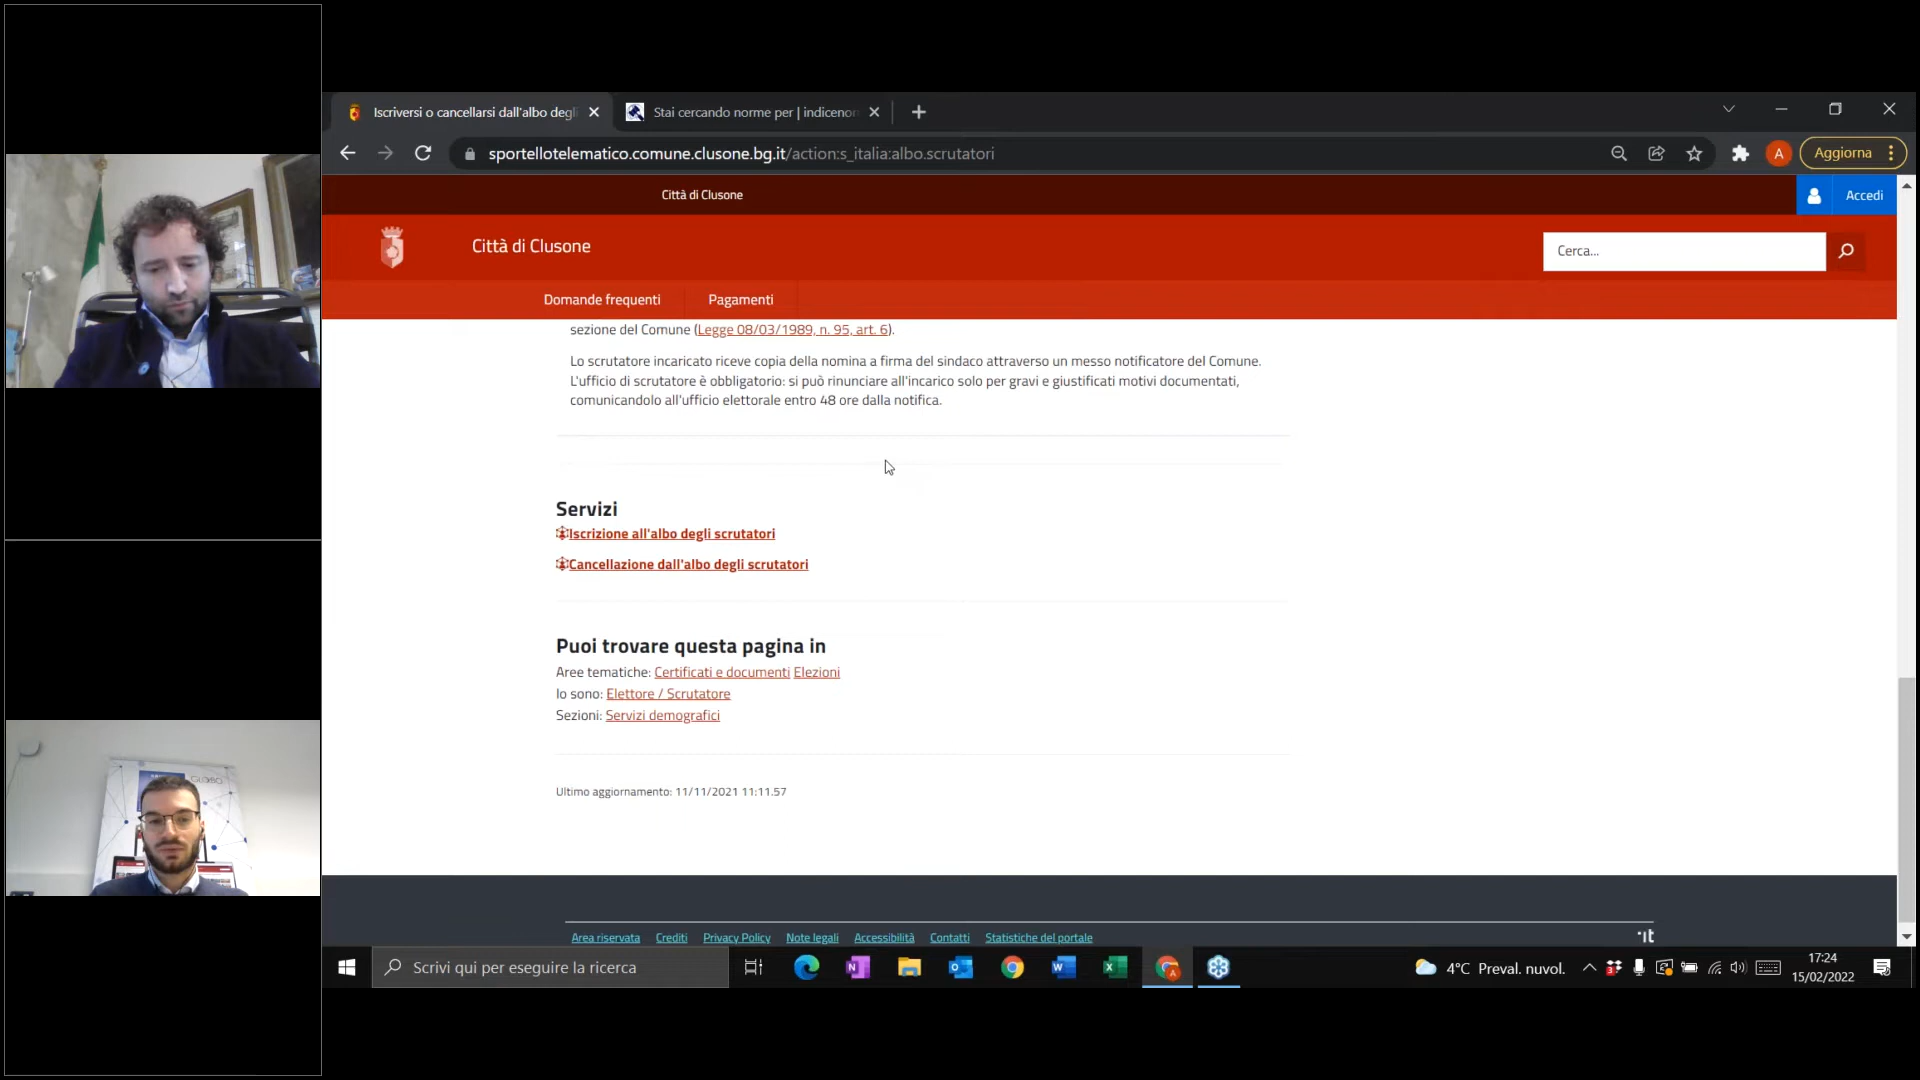 Iscriversi o cancellarsi dall'albo degli
Stai cercando norme per | indicenor
sportellotelematico.comune.clusone.bg.it/action:s_italia:albo.scrutatori
A
Aggiorna
Città di Clusone
Accedi
Città di Clusone
Cerca...
Domande frequenti
Pagamenti
sezione del Comune (Legge 08/03/1989, n. 95, art. 6).
Lo scrutatore incaricato riceve copia della nomina a firma del sindaco attraverso un messo notificatore del Comune.
L'ufficio di scrutatore è obbligatorio: si può rinunciare all'incarico solo per gravi e giustificati motivi documentati,
comunicandolo all'ufficio elettorale entro 48 ore dalla notifica.
Servizi
Iscrizione all'albo degli scrutatori
Cancellazione dall'albo degli scrutatori
Puoi trovare questa pagina in
Aree tematiche: Certificati e documenti Elezioni
Io sono: Elettore / Scrutatore
Sezioni: Servizi demografici
Ultimo aggiornamento: 11/11/2021 11:11.57
GLOBO
Area riservata Crediti Privacy Policy Note legali Accessibilità Contatti Statistiche del portale
Scrivi qui per eseguire la ricerca
4°C Preval. nuvol.
17:24
15/02/2022